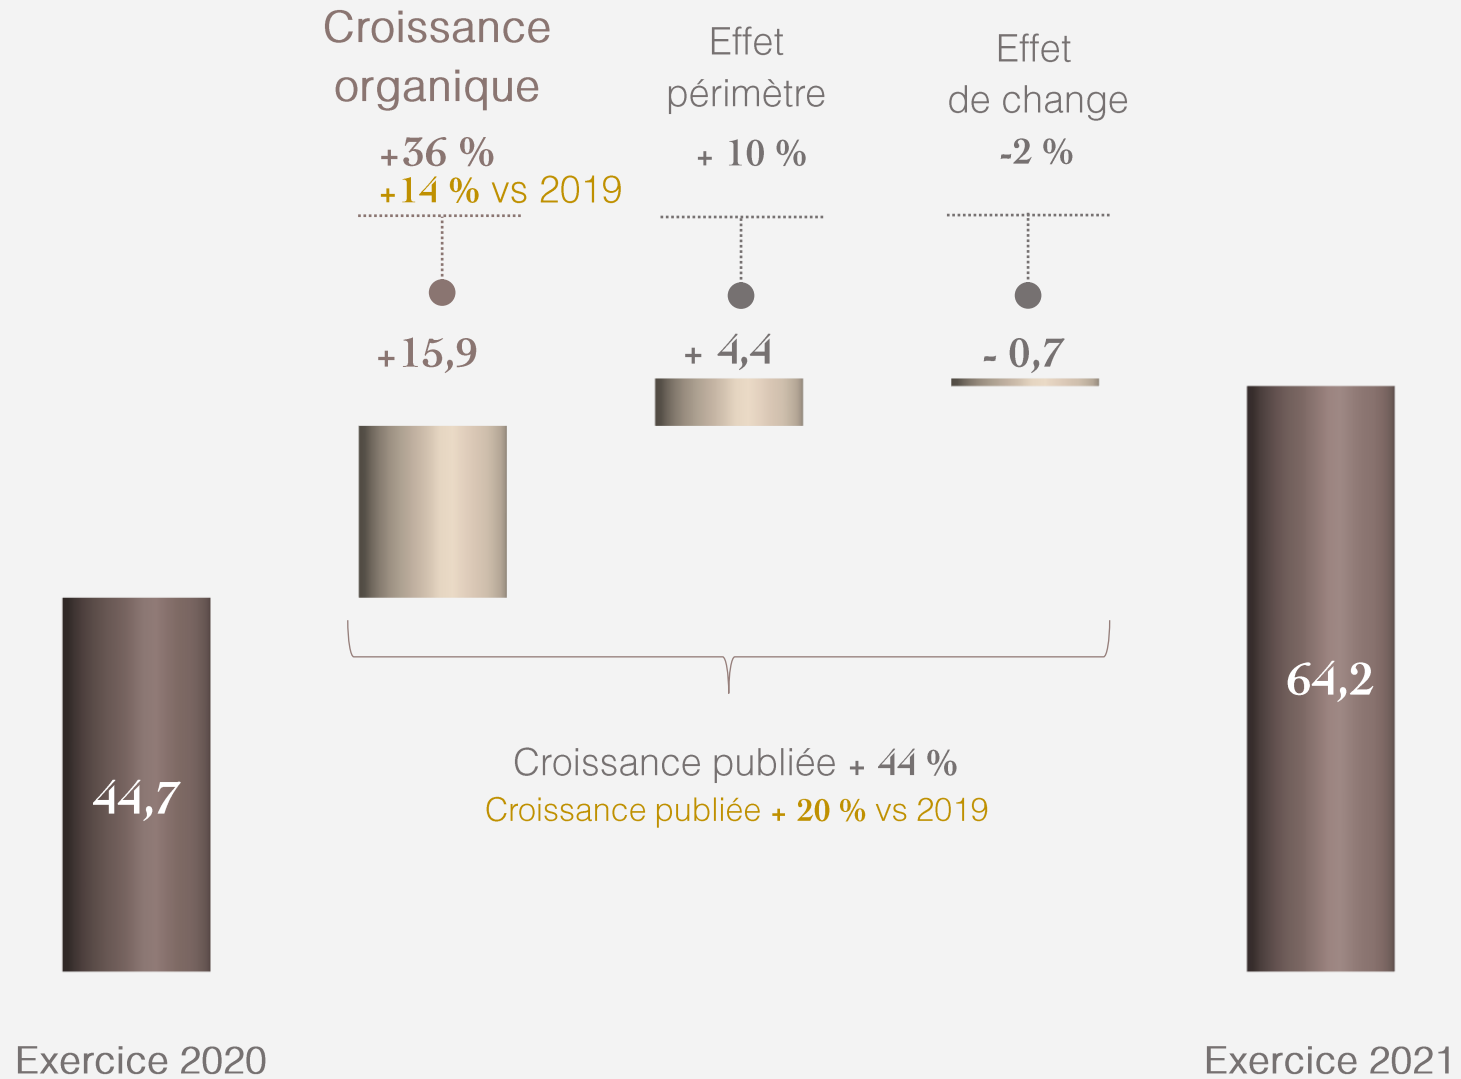 Croissance
organique
+36 %
+14 % vs 2019
+15,9
Effet
périmètre
+ 10 %
+ 4,4
Effet
de change
-2 %
- 0,7
44,7
64,2
Croissance publiée + 44 %
Croissance publiée + 20 % vs 2019
Exercice 2020
Exercice 2021